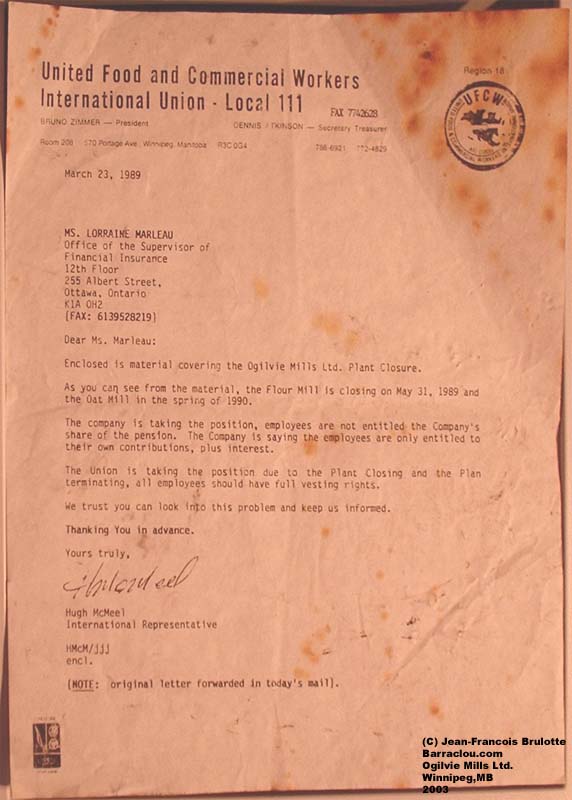 United Food and Commercial Workers
International Union - Local 111
FAX 7742628
Region 18
UFCW
BRUNO ZIMMER — President
DENNIS ATKINSON — Secretary Treasurer
Room 208 570 Portage Ave., Winnipeg, Manitoba R3C 0G4
786-6921 772-4829
March 23, 1989
MS. LORRAINE MARLEAU
Office of the Supervisor of
Financial Insurance
12th Floor
255 Albert Street,
Ottawa, Ontario
K1A OH2
(FAX: 6139528219)
Dear Ms. Marleau:
Enclosed is material covering the Ogilvie Mills Ltd. Plant Closure.
As you can see from the material, the Flour Mill is closing on May 31, 1989 and
the Oat Mill in the spring of 1990.
The company is taking the position, employees are not entitled the Company's
share of the pension. The Company is saying the employees are only entitled to
their own contributions, plus interest.
The Union is taking the position due to the Plant Closing and the Plan
terminating, all employees should have full vesting rights.
We trust you can look into this problem and keep us informed.
Thanking You in advance.
Yours truly,
Hugh McMeel
International Representative
HMcM/jjj
encl.
(NOTE: original letter forwarded in today's mail).
(C) Jean-Francois Brulotte
Barraclou.com
Ogilvie Mills Ltd.
Winnipeg,MB
2003